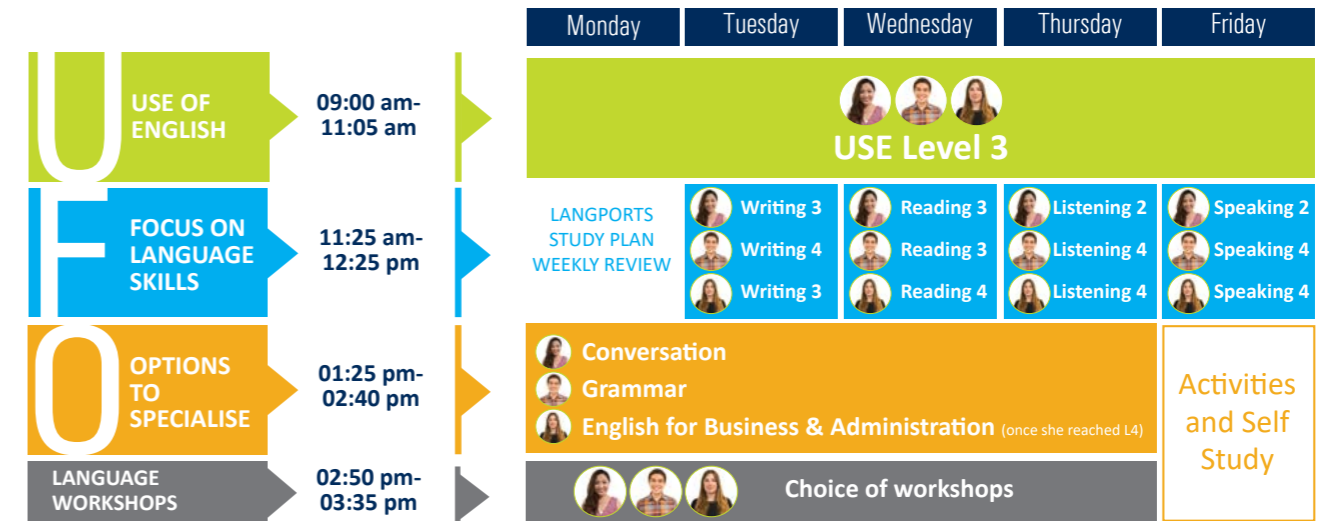 Monday
Tuesday
Wednesday
Thursday
Friday
U
USE OF
ENGLISH
09:00 am-
11:05 am
USE Level 3
F
FOCUS ON
LANGUAGE
SKILLS
11:25 am-
12:25 pm
LANGPORTS
STUDY PLAN
WEEKLY REVIEW
Writing 3
Reading 3
Listening 2
Speaking 2
Writing 4
Reading 3
Listening 4
Speaking 4
Writing 3
Reading 4
Listening 4
Speaking 4
O
OPTIONS
TO
SPECIALISE
01:25 pm-
02:40 pm
Conversation
Grammar
English for Business & Administration (once she reached L4)
Activities
and Self
Study
LANGUAGE
WORKSHOPS
02:50 pm-
03:35 pm
Choice of workshops